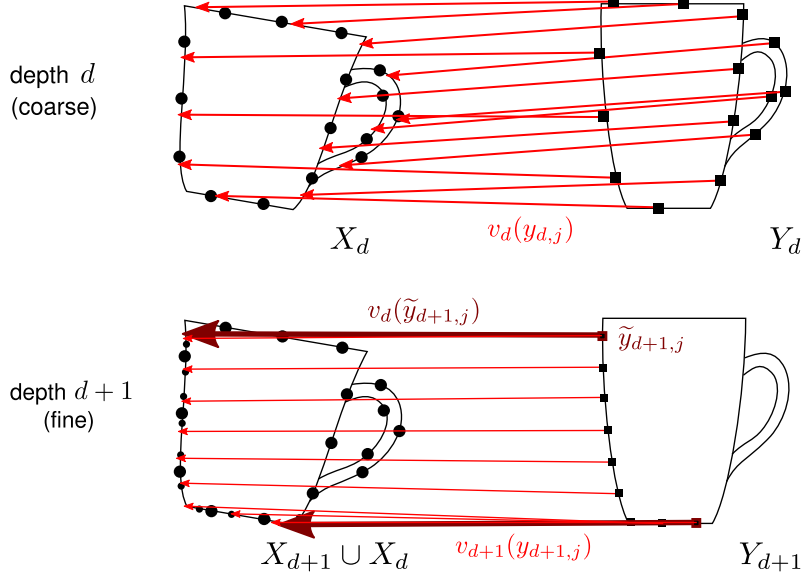 depth d
(coarse)
v_d(y_{d,j})
X_d
Y_d
v_d(ỹ_{d+1,j})
ỹ_{d+1,j}
depth d + 1
(fine)
X_{d+1} ∪ X_d
v_{d+1}(y_{d+1,j})
Y_{d+1}